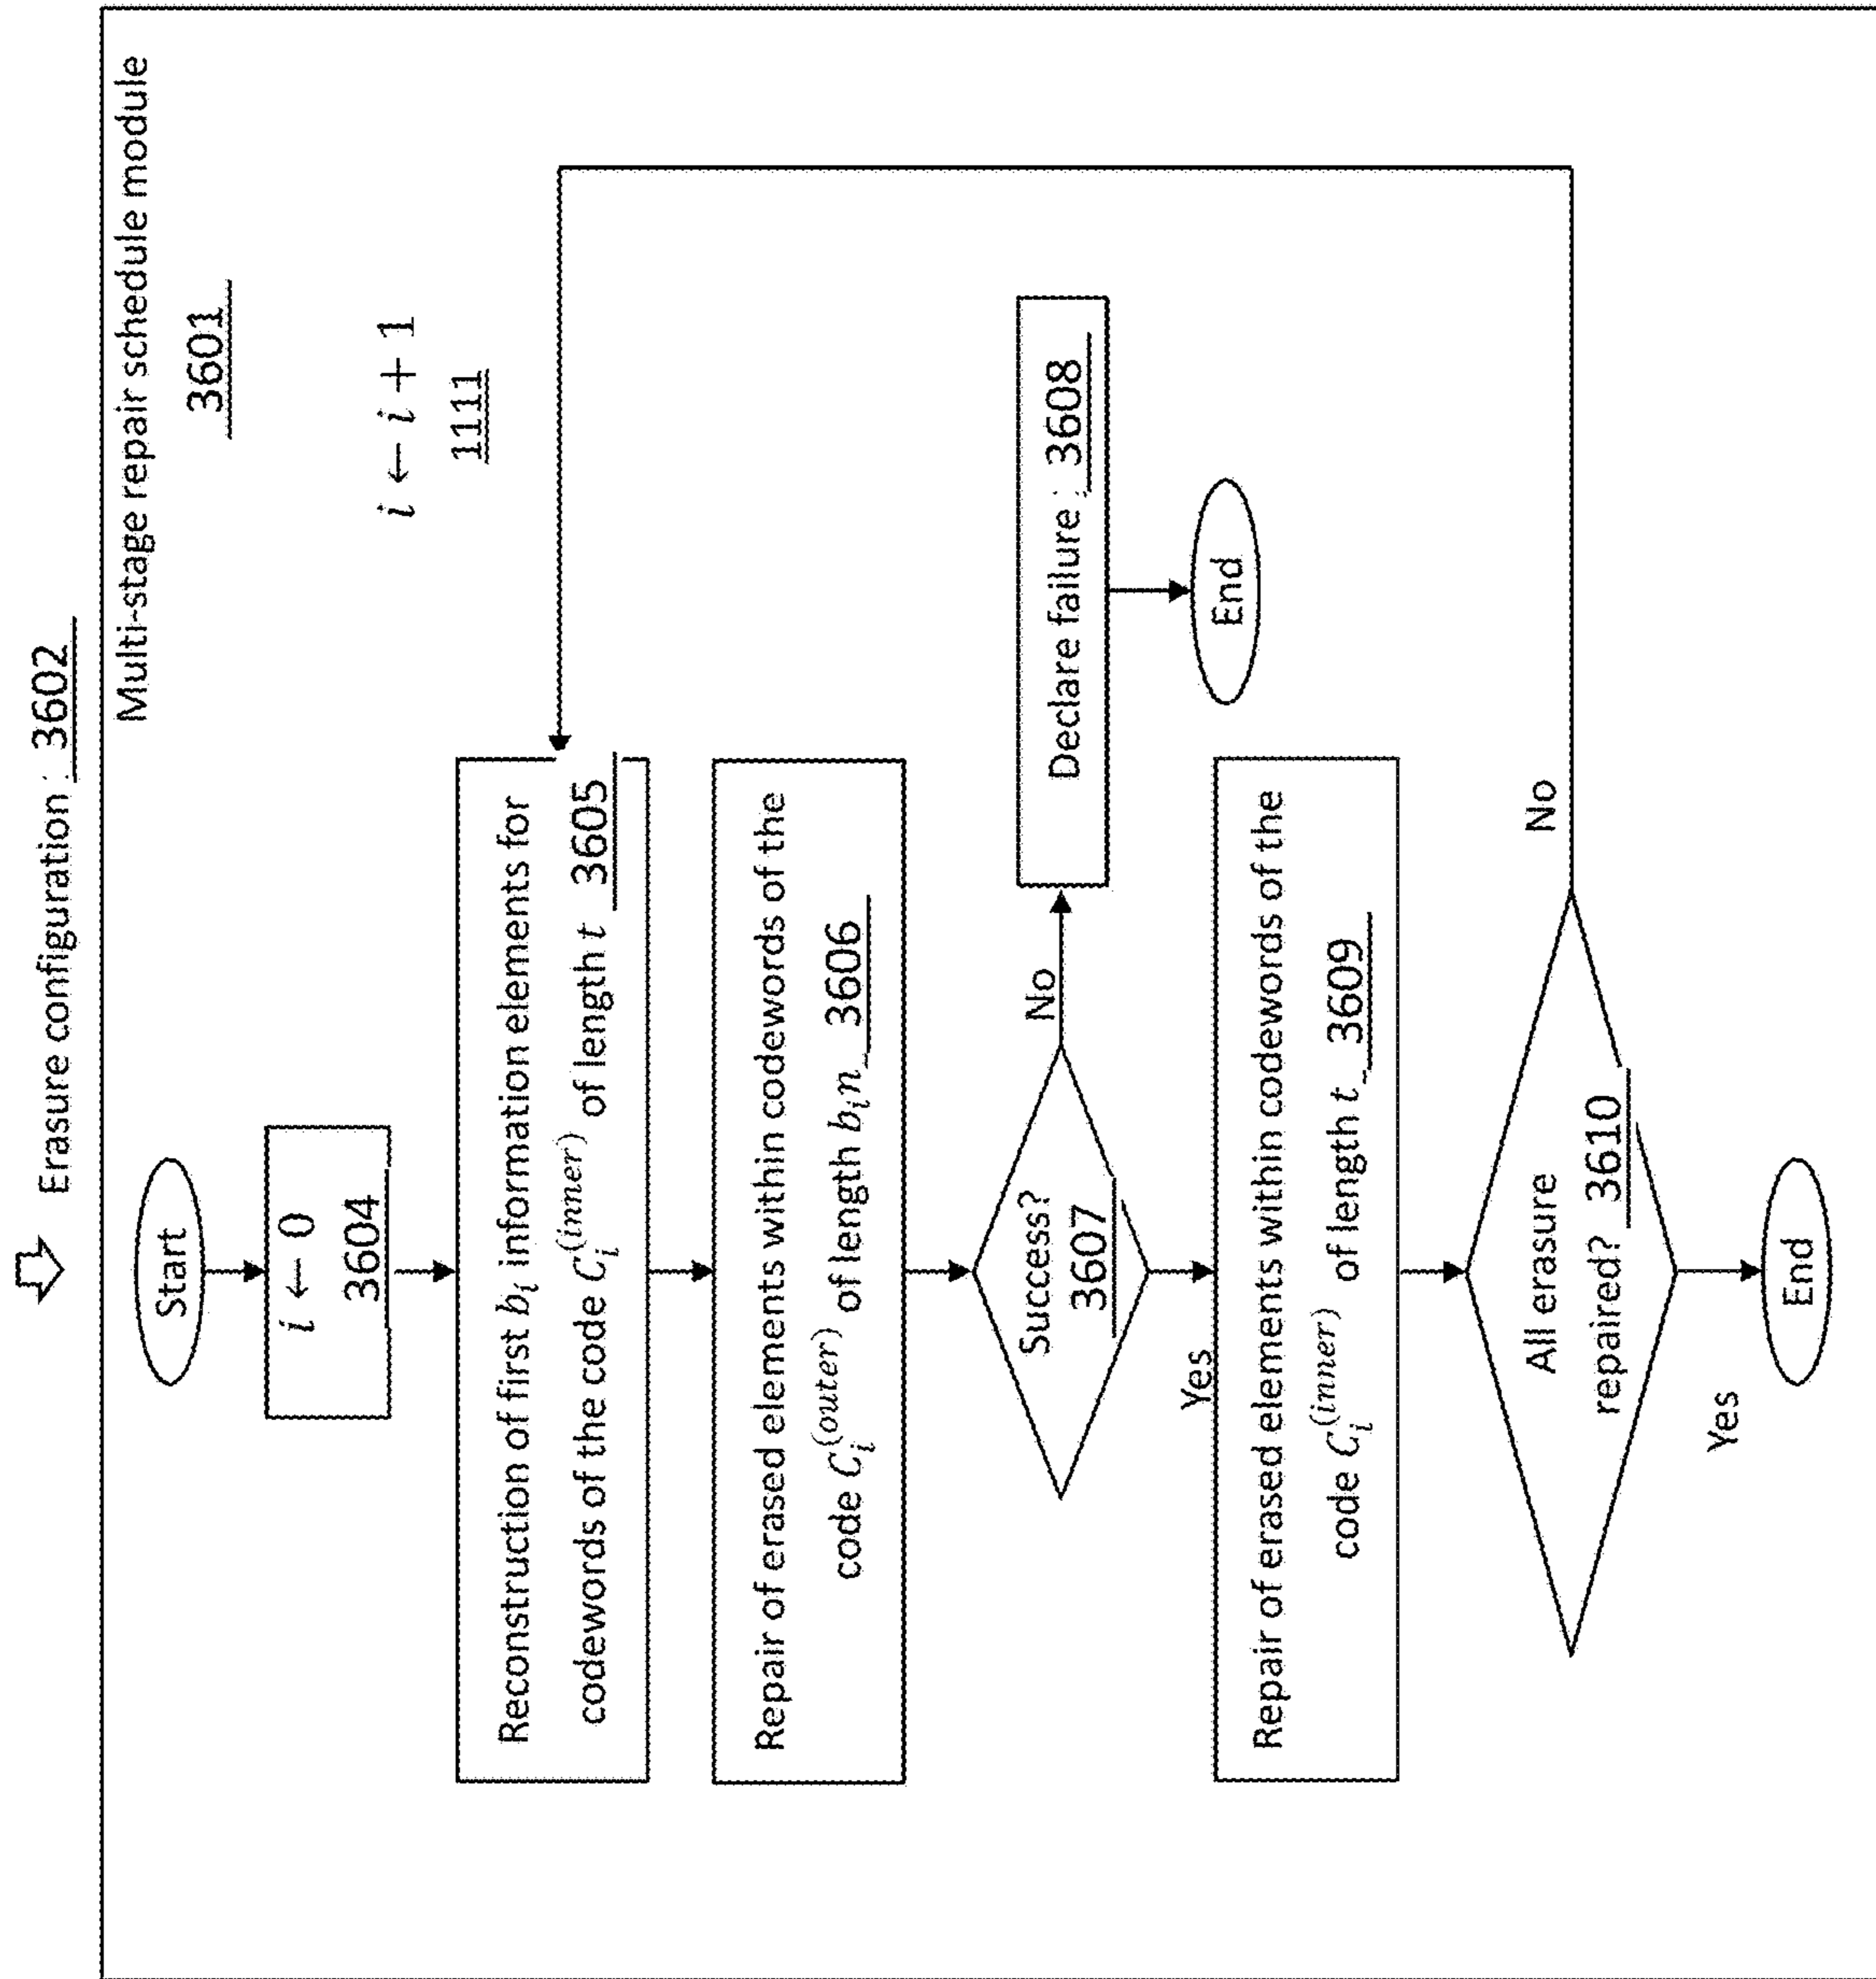 Erasure configuration : 3602
Multi-stage repair schedule module
3601
Start
i ← 0
3604
i ← i + 1
1111
Reconstruction of first b_i information elements for
codewords of the code C_i^(inner) of length t 3605
Repair of erased elements within codewords of the
code C_i^(outer) of length b_i n 3606
Success?
3607
No
Declare failure : 3608
End
Yes
Repair of erased elements within codewords of the
code C_i^(inner) of length t 3609
All erasure
repaired? 3610
No
Yes
End